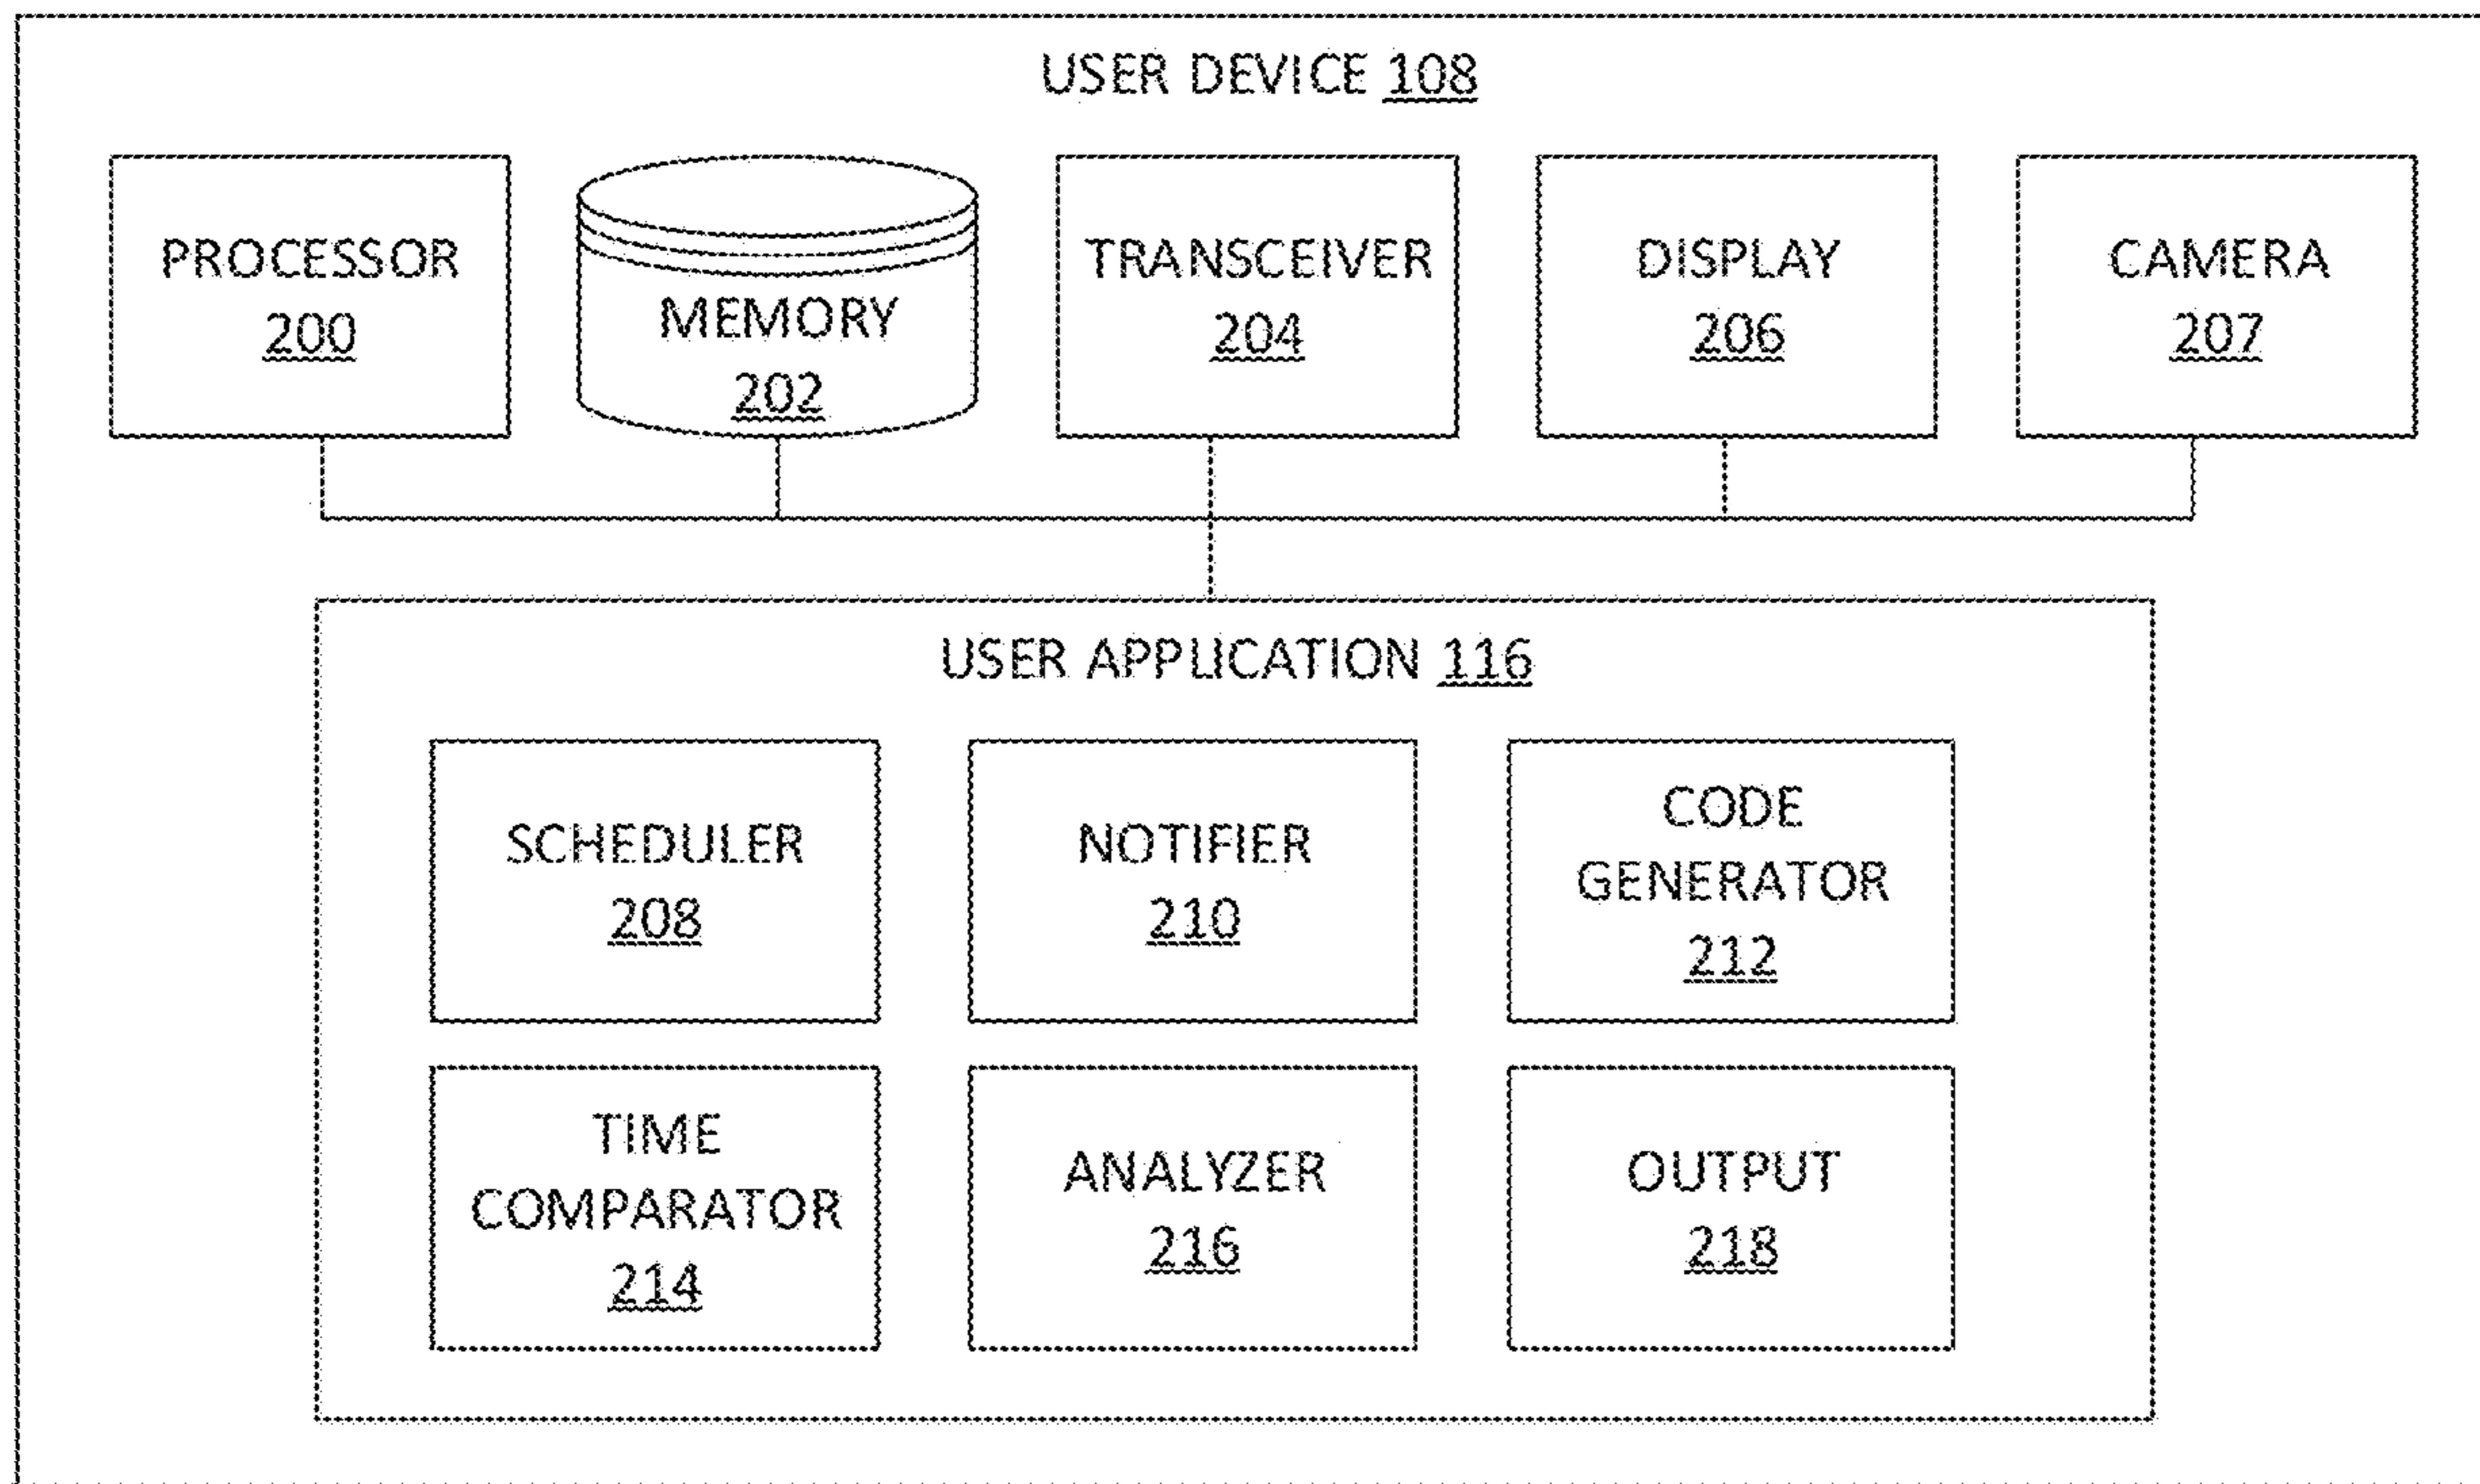 USER DEVICE 108
PROCESSOR
200
MEMORY
202
TRANSCEIVER
204
DISPLAY
206
CAMERA
207
USER APPLICATION 116
SCHEDULER
208
NOTIFIER
210
CODE
GENERATOR
212
TIME
COMPARATOR
214
ANALYZER
216
OUTPUT
218